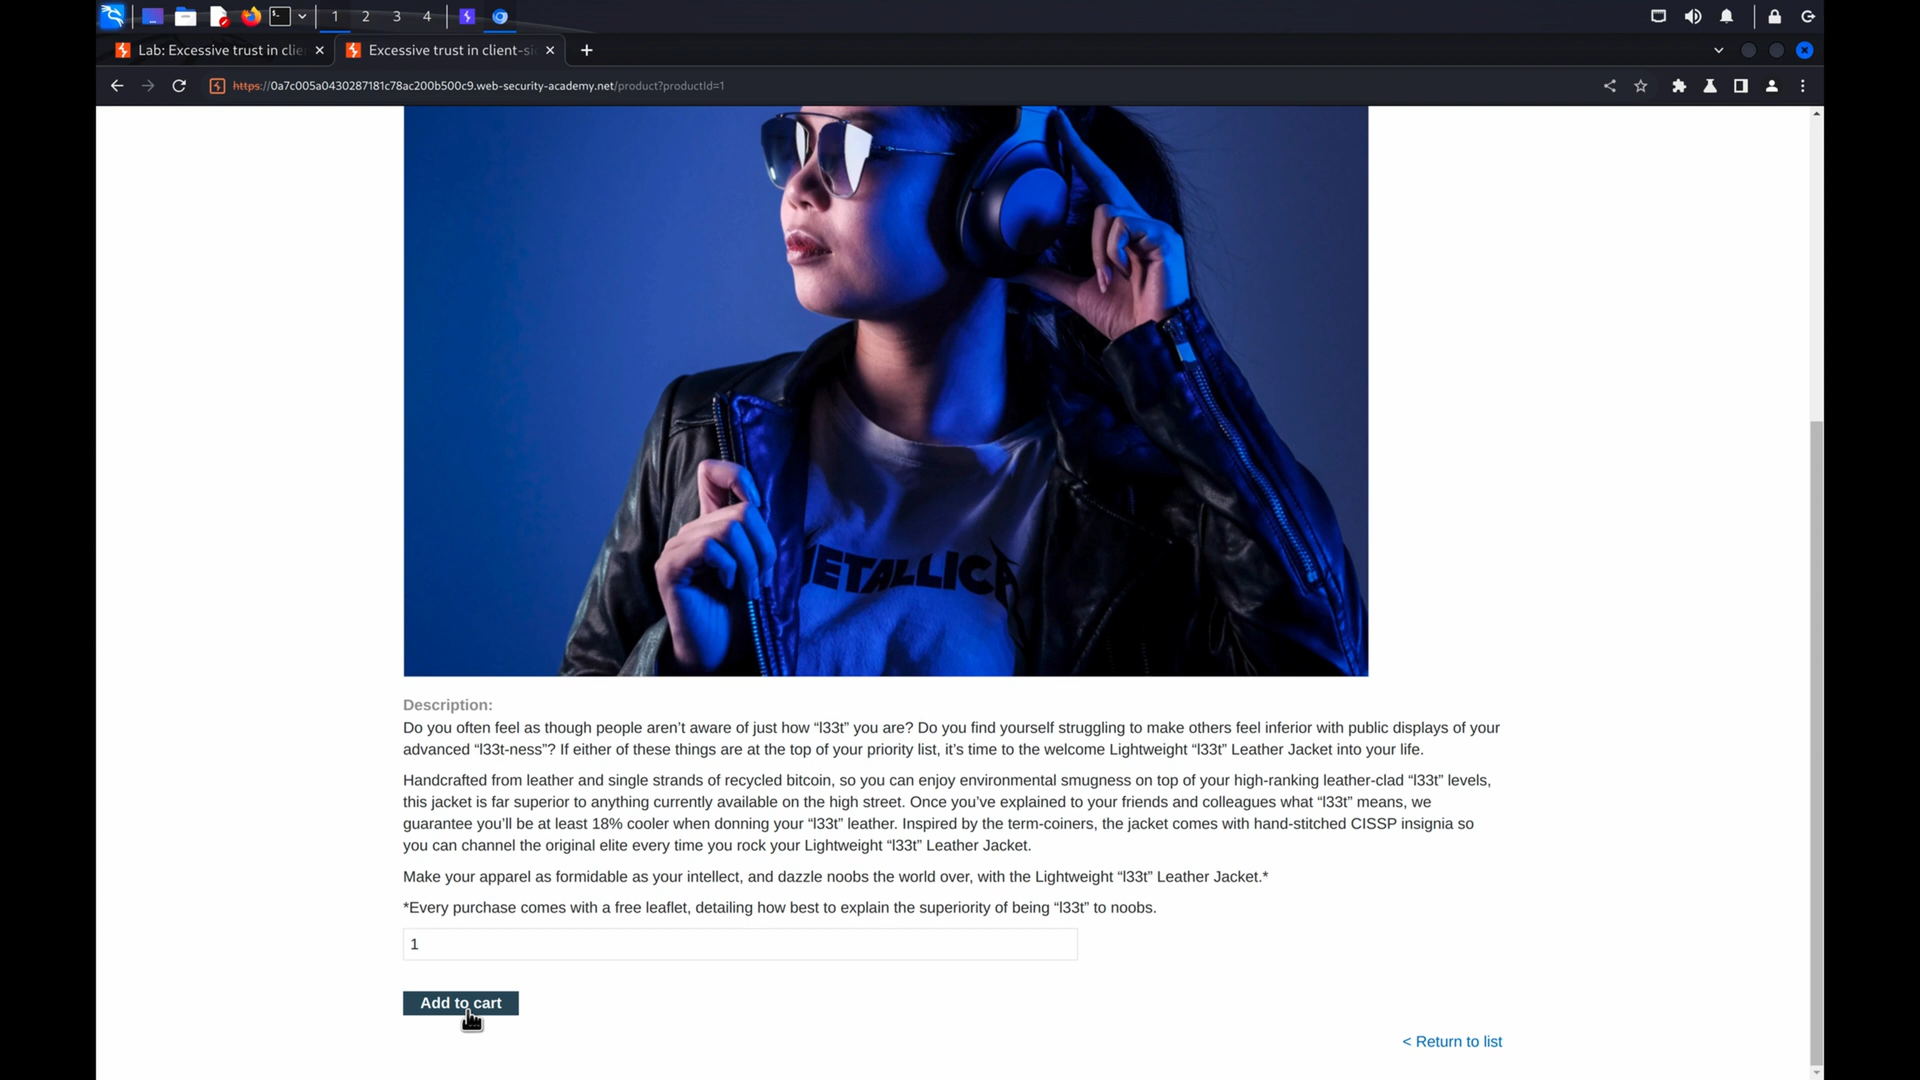 1 2 3 4
Lab: Excessive trust in clie
Excessive trust in client-si
https://0a7c005a0430287181c78ac200b500c9.web-security-academy.net/product?productId=1
METALLICA
Description:
Do you often feel as though people aren’t aware of just how “l33t” you are? Do you find yourself struggling to make others feel inferior with public displays of your
advanced “l33t-ness”? If either of these things are at the top of your priority list, it’s time to the welcome Lightweight “l33t” Leather Jacket into your life.
Handcrafted from leather and single strands of recycled bitcoin, so you can enjoy environmental smugness on top of your high-ranking leather-clad “l33t” levels,
this jacket is far superior to anything currently available on the high street. Once you’ve explained to your friends and colleagues what “l33t” means, we
guarantee you’ll be at least 18% cooler when donning your “l33t” leather. Inspired by the term-coiners, the jacket comes with hand-stitched CISSP insignia so
you can channel the original elite every time you rock your Lightweight “l33t” Leather Jacket.
Make your apparel as formidable as your intellect, and dazzle noobs the world over, with the Lightweight “l33t” Leather Jacket.*
*Every purchase comes with a free leaflet, detailing how best to explain the superiority of being “l33t” to noobs.
1
Add to cart
< Return to list